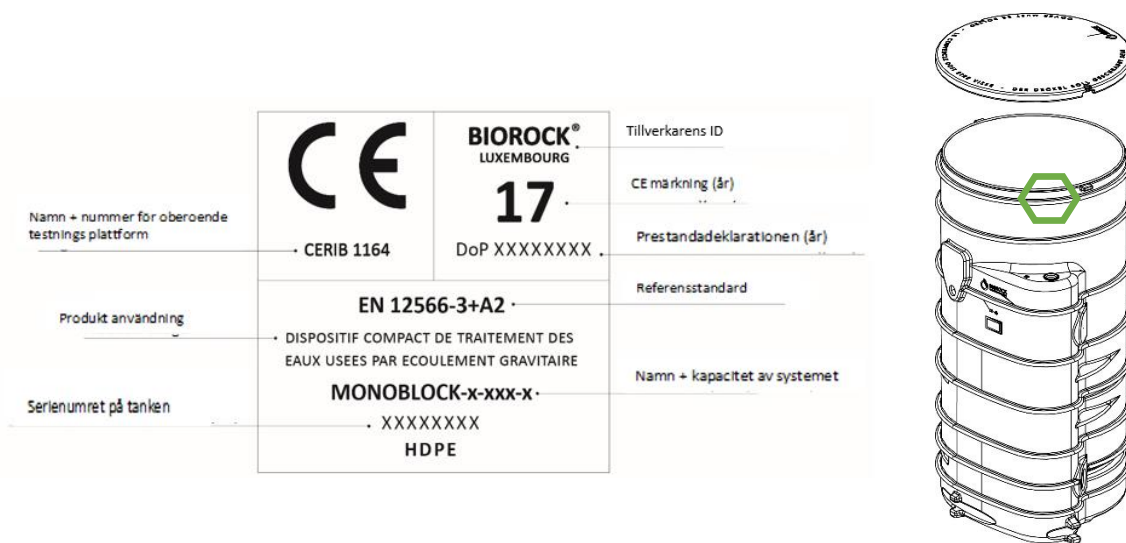 Namn + nummer för oberoende
testnings plattform
Produkt användning
Serienumret på tanken
CERIB 1164
BIOROCK®
LUXEMBOURG
17
DoP XXXXXXXX
EN 12566-3+A2
DISPOSITIF COMPACT DE TRAITEMENT DES
EAUX USEES PAR ECOULEMENT GRAVITAIRE
MONOBLOCK-x-xxx-x
XXXXXXXX
HDPE
Tillverkarens ID
CE märkning (år)
Prestandadeklarationen (år)
Referensstandard
Namn + kapacitet av systemet
BIOROCK